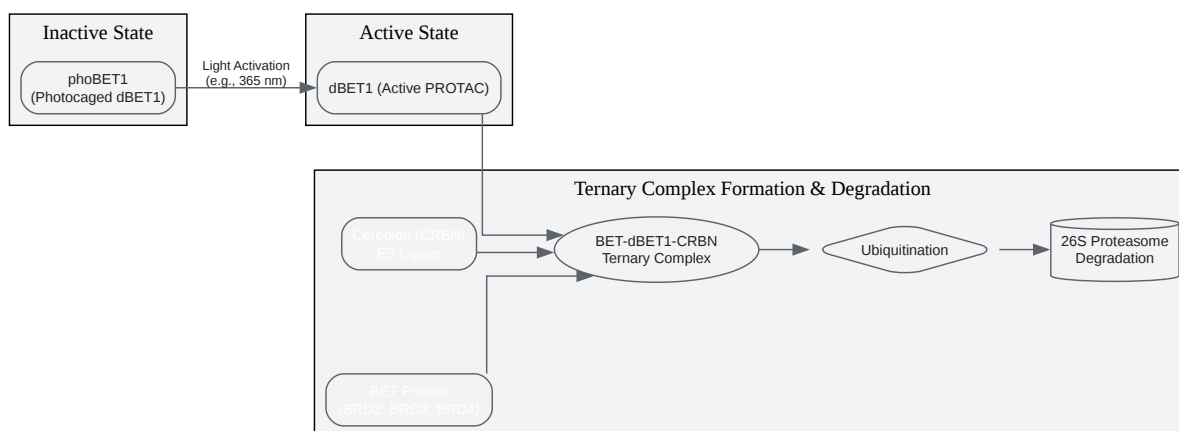 Inactive State
phoBET1
(Photocaged dBET1)
Light Activation
(e.g., 365 nm)
Active State
dBET1 (Active PROTAC)
Ternary Complex Formation & Degradation
Cereblon (CRBN)
E3 Ligase
BET-dBET1-CRBN
Ternary Complex
Ubiquitination
26S Proteasome
Degradation
BET Protein
(BRD2, BRD3, BRD4)